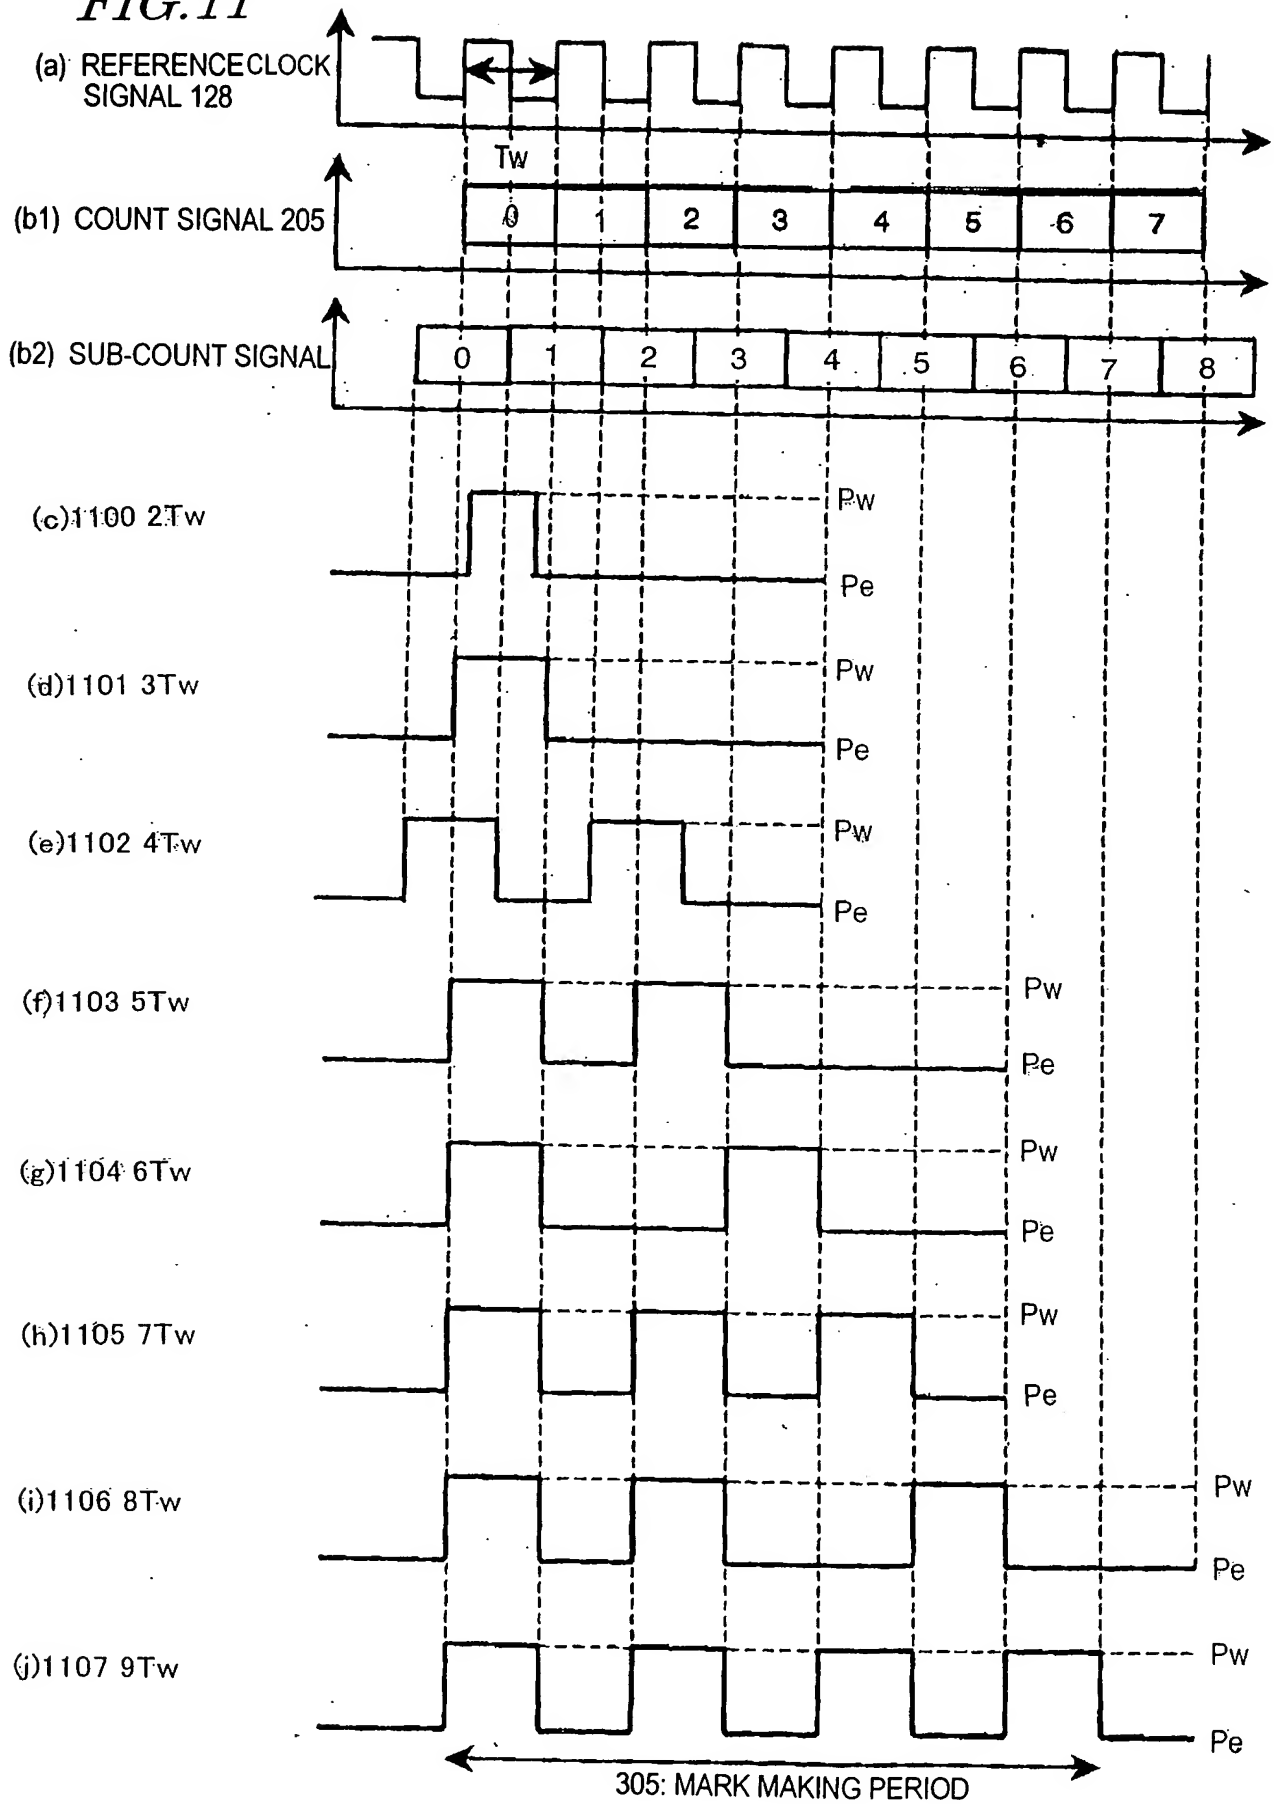 FIG.11
(a) REFERENCE CLOCK
SIGNAL 128
Tw
(b1) COUNT SIGNAL 205
0 1 2 3 4 5 6 7
(b2) SUB-COUNT SIGNAL
0 1 2 3 4 5 6 7 8
(c)1100 2Tw
Pw
Pe
(d)1101 3Tw
Pw
Pe
(e)1102 4Tw
Pw
Pe
(f)1103 5Tw
Pw
Pe
(g)1104 6Tw
Pw
Pe
(h)1105 7Tw
Pw
Pe
(i)1106 8Tw
Pw
Pe
(j)1107 9Tw
Pw
Pe
305: MARK MAKING PERIOD